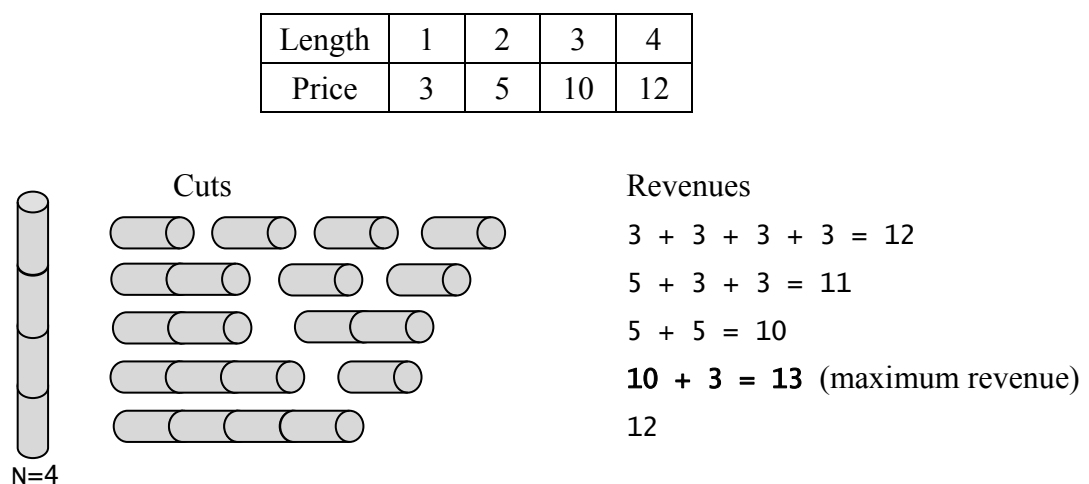 Length 1 2 3 4
Price 3 5 10 12
Cuts Revenues
3 + 3 + 3 + 3 = 12
5 + 3 + 3 = 11
5 + 5 = 10
10 + 3 = 13 (maximum revenue)
12
N=4